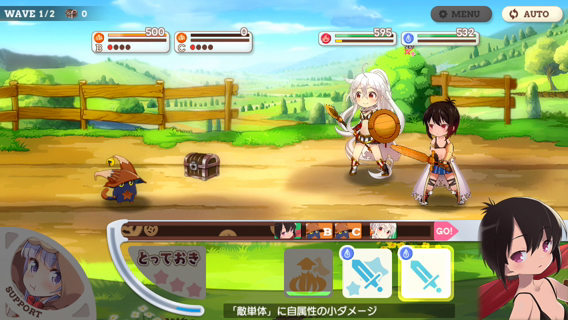 WAVE 1/2 0
MENU
AUTO
500
B
0
C
595
532
B
C
GO!
とっておき
SUPPORT
「敵単体」に自属性の小ダメージ